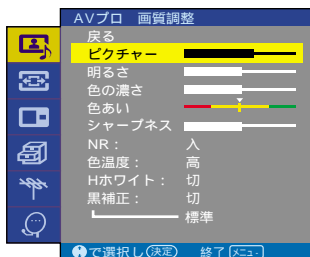 AVプロ 画質調整
戻る
ピクチャー
明るさ
色の濃さ
色あい
シャープネス
NR： 入
色温度： 高
Hホワイト： 切
黒補正： 切
標準
で選択し 決定 終了 メニュー